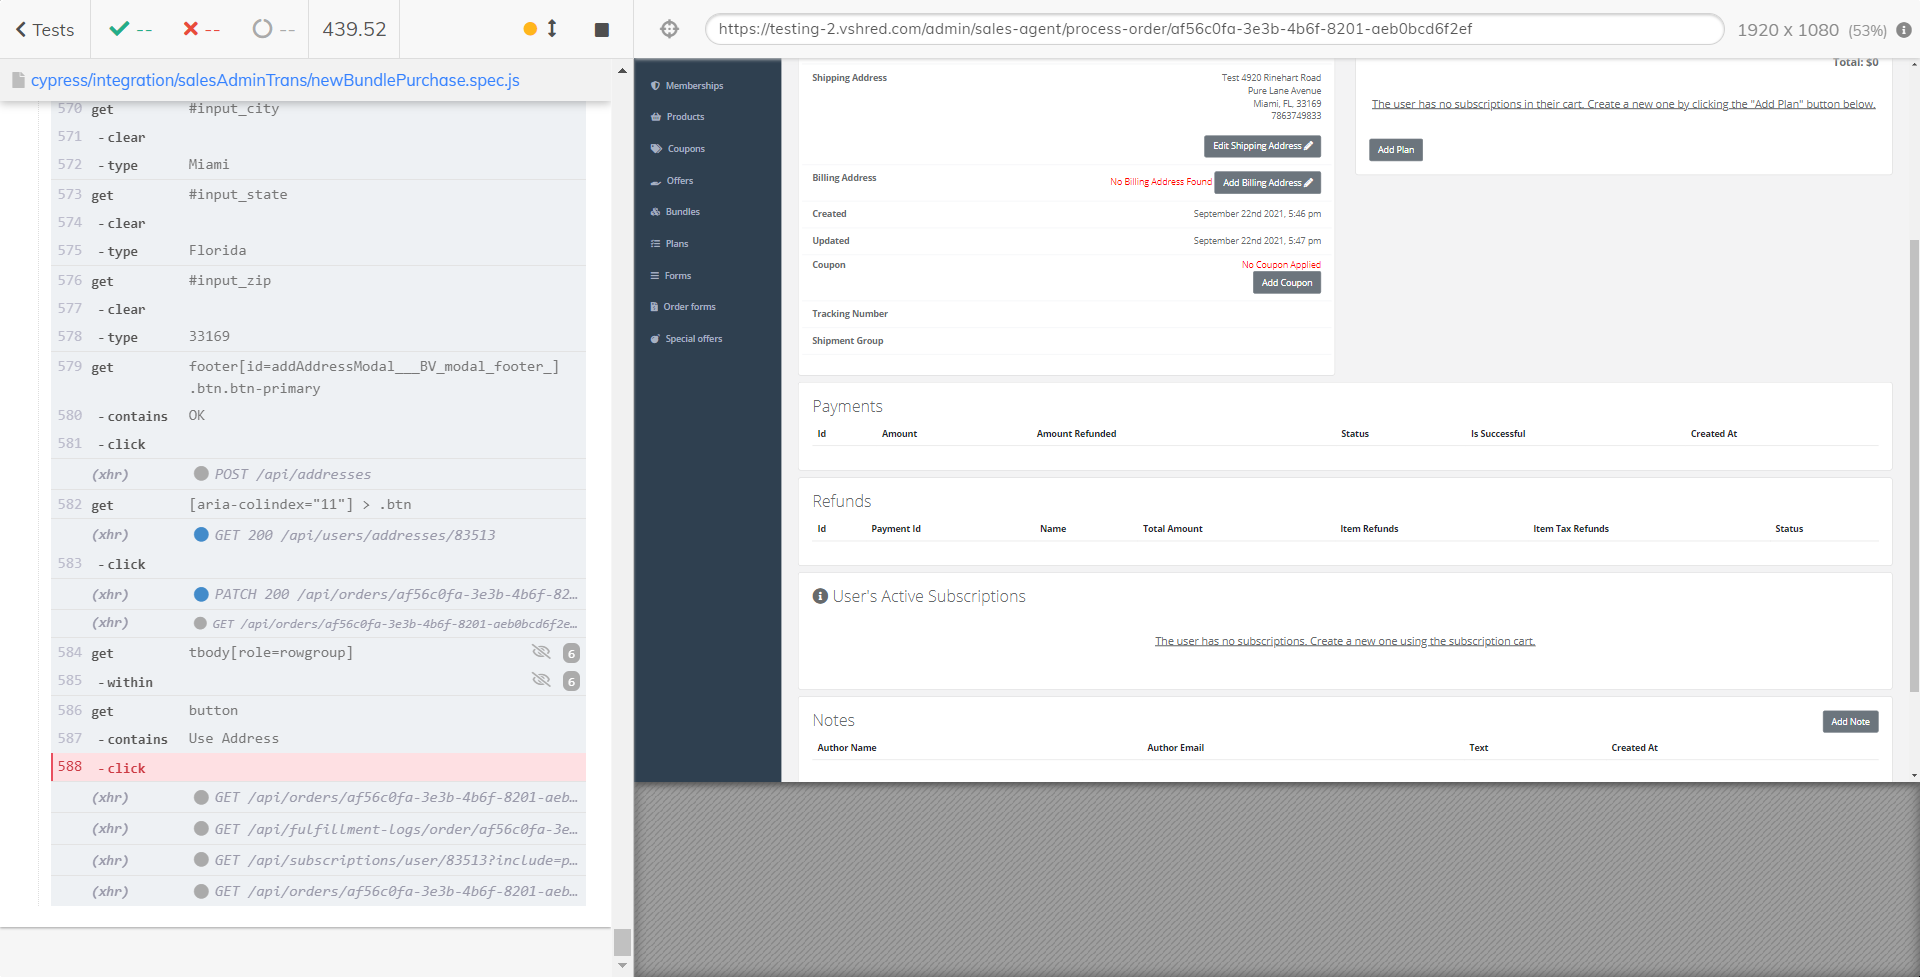 Tests
--
--
--
439.52
https://testing-2.vshred.com/admin/sales-agent/process-order/af56c0fa-3e3b-4b6f-8201-aeb0bcd6f2ef
1920 x 1080 (53%)
cypress/integration/salesAdminTrans/newBundlePurchase.spec.js
570 get #input_city
571 - clear
572 - type Miami
573 get #input_state
574 - clear
575 - type Florida
576 get #input_zip
577 - clear
578 - type 33169
579 get footer[id=addAddressModal___BV_modal_footer_]
.btn.btn-primary
580 - contains OK
581 - click
(xhr) POST /api/addresses
582 get [aria-colindex="11"] > .btn
(xhr) GET 200 /api/users/addresses/83513
583 - click
(xhr) PATCH 200 /api/orders/af56c0fa-3e3b-4b6f-82…
(xhr) GET /api/orders/af56c0fa-3e3b-4b6f-8201-aeb0bcd6f2e…
584 get tbody[role=rowgroup] 6
585 - within 6
586 get button
587 - contains Use Address
588 - click
(xhr) GET /api/orders/af56c0fa-3e3b-4b6f-8201-aeb…
(xhr) GET /api/fulfillment-logs/order/af56c0fa-3e…
(xhr) GET /api/subscriptions/user/83513?include=p…
(xhr) GET /api/orders/af56c0fa-3e3b-4b6f-8201-aeb…
Memberships
Products
Coupons
Offers
Bundles
Plans
Forms
Order forms
Special offers
Shipping Address
Test 4920 Rinehart Road
Pure Lane Avenue
Miami, FL, 33169
7863749833
Edit Shipping Address
Billing Address No Billing Address Found Add Billing Address
Created September 22nd 2021, 5:46 pm
Updated September 22nd 2021, 5:47 pm
Coupon No Coupon Applied
Add Coupon
Tracking Number
Shipment Group
Total: $0
The user has no subscriptions in their cart. Create a new one by clicking the "Add Plan" button below.
Add Plan
Payments
Id Amount Amount Refunded Status Is Successful Created At
Refunds
Id Payment Id Name Total Amount Item Refunds Item Tax Refunds Status
User's Active Subscriptions
The user has no subscriptions. Create a new one using the subscription cart.
Notes Add Note
Author Name Author Email Text Created At